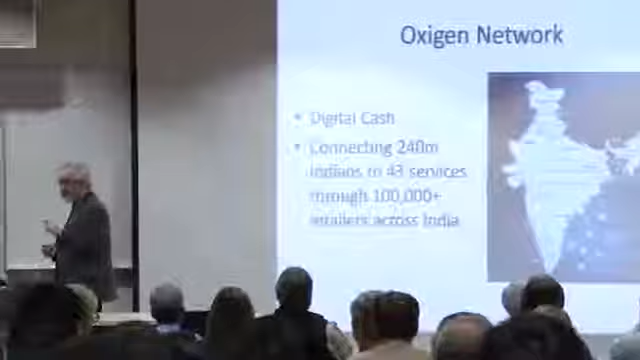 Oxigen Network
• Digital Cash
• Connecting 240m
Indians to 43 services
through 100,000+
retailers across India